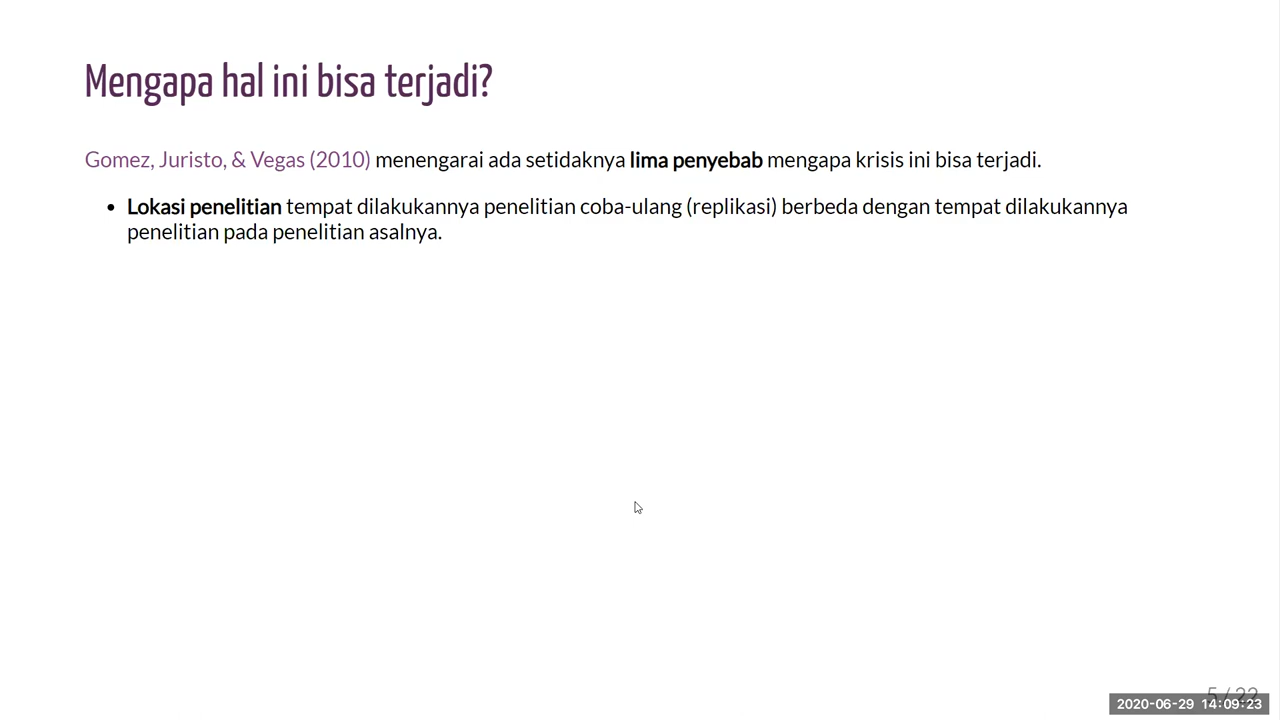 Mengapa hal ini bisa terjadi?
Gomez, Juristo, & Vegas (2010) menengarai ada setidaknya lima penyebab mengapa krisis ini bisa terjadi.
• Lokasi penelitian tempat dilakukannya penelitian coba-ulang (replikasi) berbeda dengan tempat dilakukannya
penelitian pada penelitian asalnya.
5 / 22
2020-06-29 14:09:23